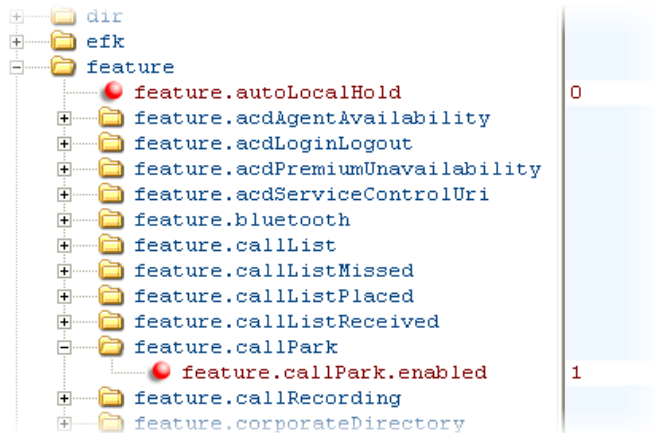 dir
efk
feature
feature.autoLocalHold 0
feature.acdAgentAvailability
feature.acdLoginLogout
feature.acdPremiumUnavailability
feature.acdServiceControlUri
feature.bluetooth
feature.callList
feature.callListMissed
feature.callListPlaced
feature.callListReceived
feature.callPark
feature.callPark.enabled 1
feature.callRecording
feature.corporateDirectory